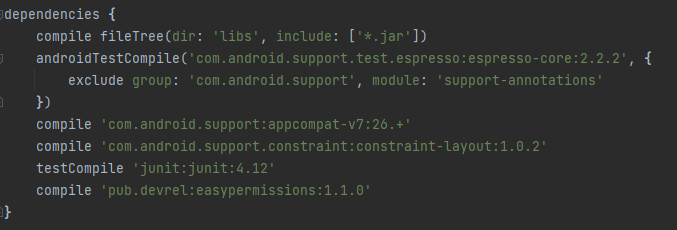 dependencies {
    compile fileTree(dir: 'libs', include: ['*.jar'])
    androidTestCompile('com.android.support.test.espresso:espresso-core:2.2.2', {
        exclude group: 'com.android.support', module: 'support-annotations'
    })
    compile 'com.android.support:appcompat-v7:26.+'
    compile 'com.android.support.constraint:constraint-layout:1.0.2'
    testCompile 'junit:junit:4.12'
    compile 'pub.devrel:easypermissions:1.1.0'
}